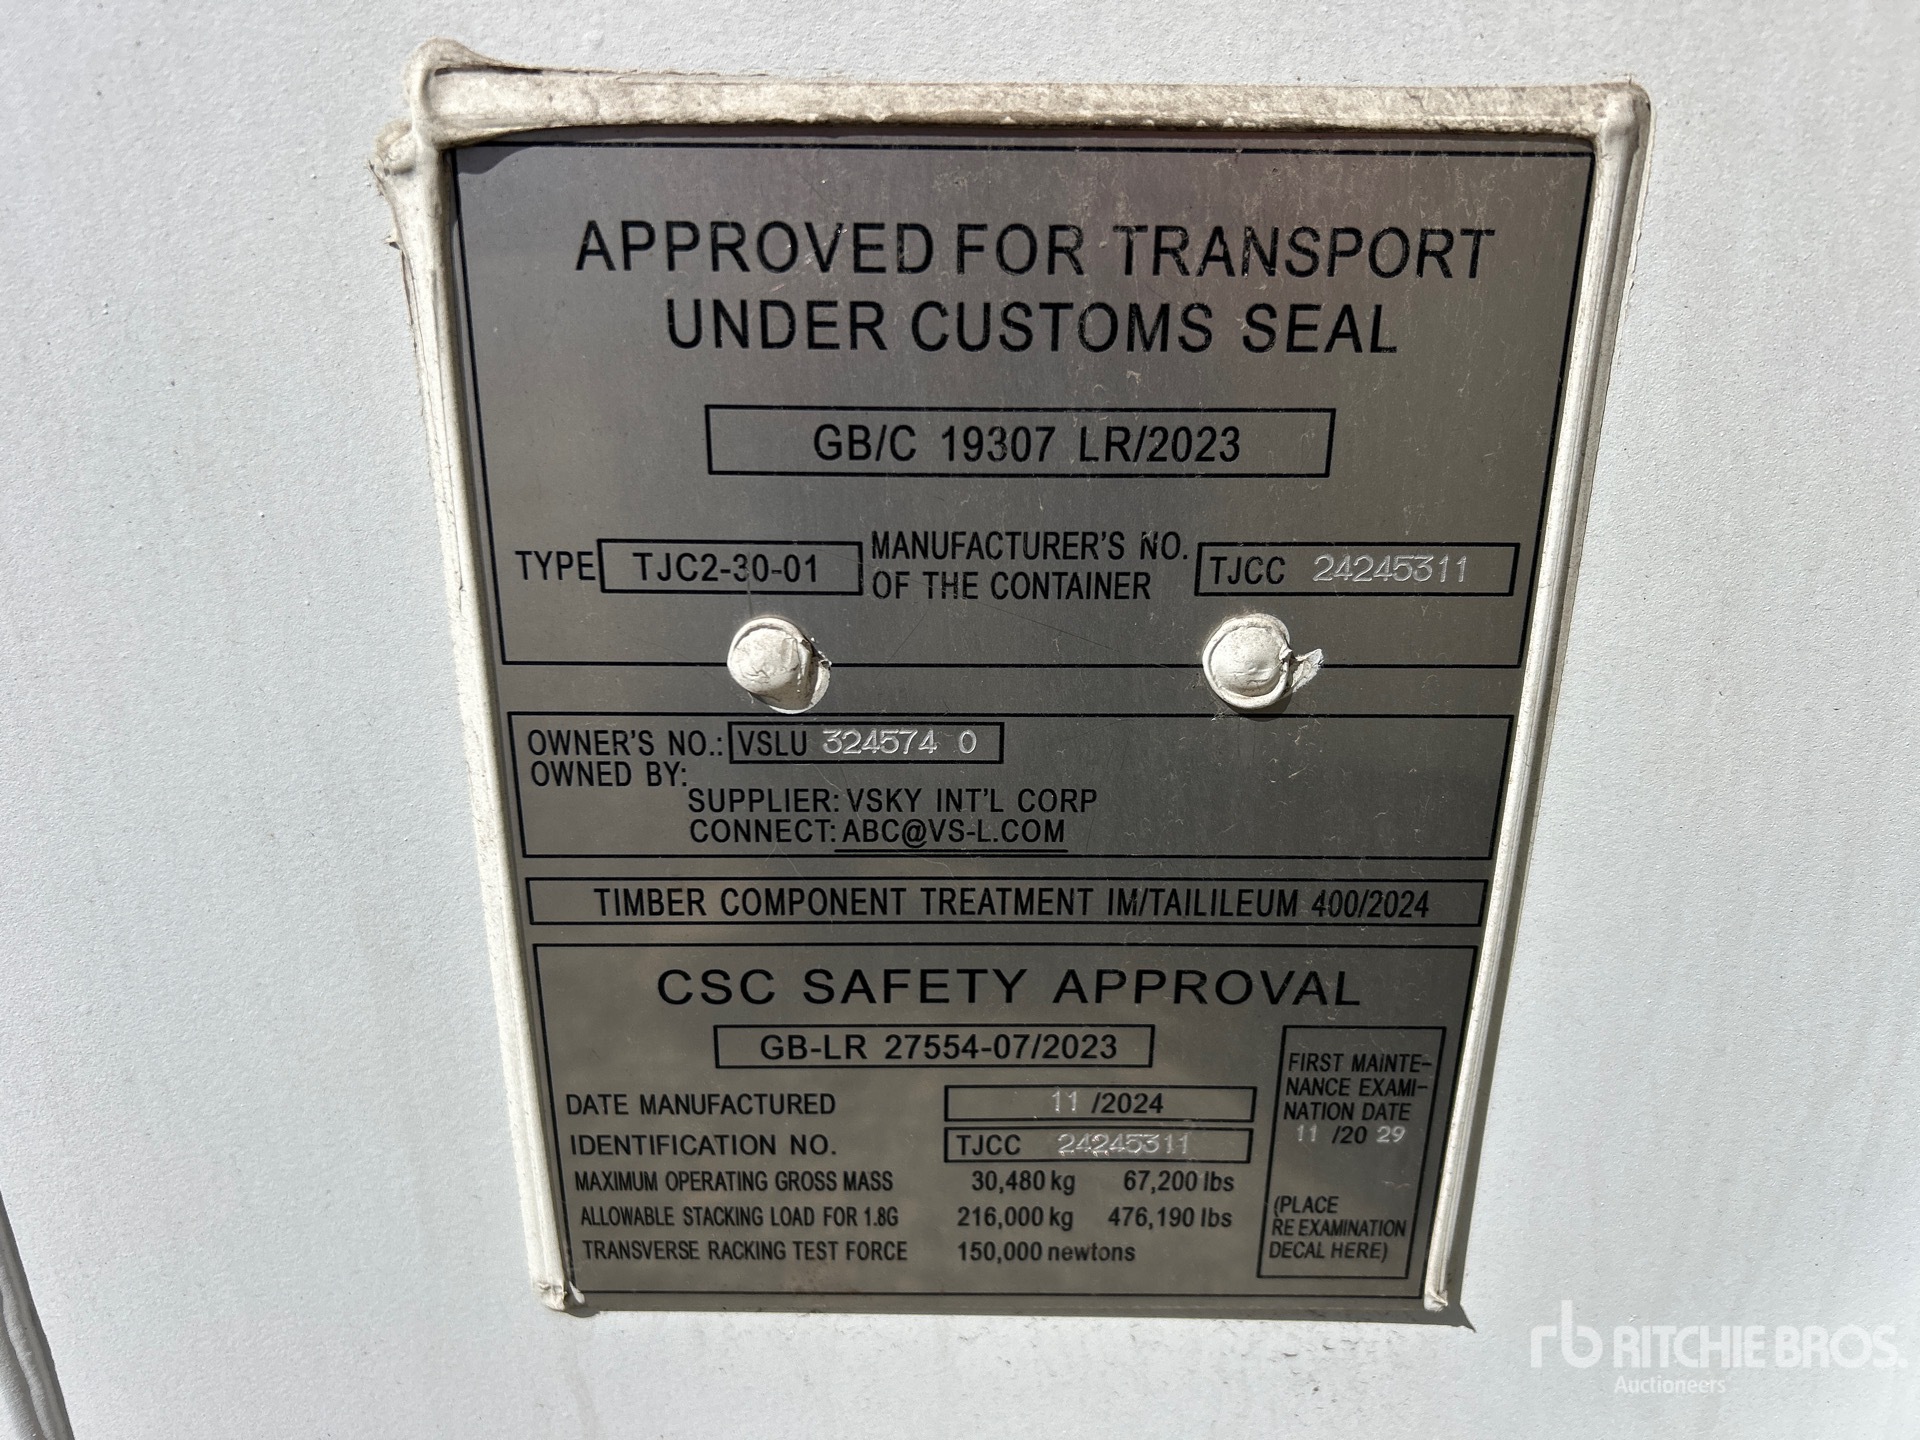 APPROVED FOR TRANSPORT
UNDER CUSTOMS SEAL
GB/C 19307 LR/2023
TYPE TJC2-30-01 MANUFACTURER'S NO. OF THE CONTAINER TJCC 24245311
OWNER'S NO.: VSLU 324574 0
OWNED BY:
SUPPLIER: VSKY INT'L CORP
CONNECT: ABC@VS-L.COM
TIMBER COMPONENT TREATMENT IM/TAILILEUM 400/2024
CSC SAFETY APPROVAL
GB-LR 27554-07/2023
DATE MANUFACTURED 11 /2024
IDENTIFICATION NO. TJCC 24245311
MAXIMUM OPERATING GROSS MASS 30,480 kg 67,200 lbs
ALLOWABLE STACKING LOAD FOR 1.8G 216,000 kg 476,190 lbs
TRANSVERSE RACKING TEST FORCE 150,000 newtons
FIRST MAINTE-
NANCE EXAMI-
NATION DATE
11 /20 29
(PLACE
RE EXAMINATION
DECAL HERE)
rb RITCHIE BROS.
Auctioneers